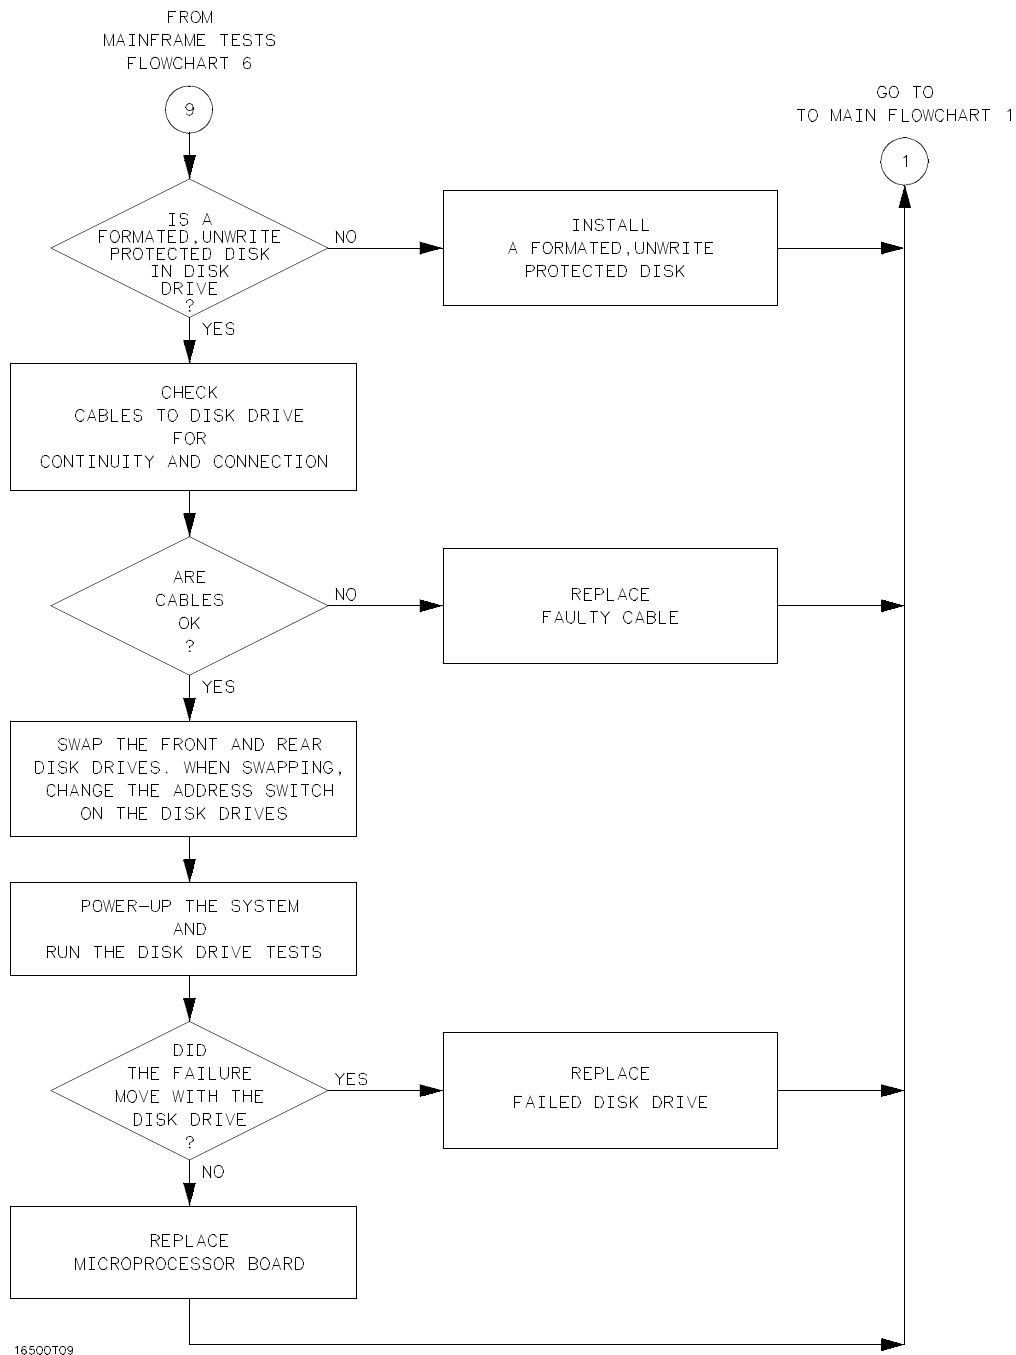 FROM
MAINFRAME TESTS
FLOWCHART 6
9
GO TO
TO MAIN FLOWCHART 1
1
IS A
FORMATED,UNWRITE
PROTECTED DISK
IN DISK
DRIVE
?
NO
INSTALL
A FORMATED,UNWRITE
PROTECTED DISK
YES
CHECK
CABLES TO DISK DRIVE
FOR
CONTINUITY AND CONNECTION
ARE
CABLES
OK
?
NO
REPLACE
FAULTY CABLE
YES
SWAP THE FRONT AND REAR
DISK DRIVES. WHEN SWAPPING,
CHANGE THE ADDRESS SWITCH
ON THE DISK DRIVES
POWER-UP THE SYSTEM
AND
RUN THE DISK DRIVE TESTS
DID
THE FAILURE
MOVE WITH THE
DISK DRIVE
?
YES
REPLACE
FAILED DISK DRIVE
NO
REPLACE
MICROPROCESSOR BOARD
16500T09